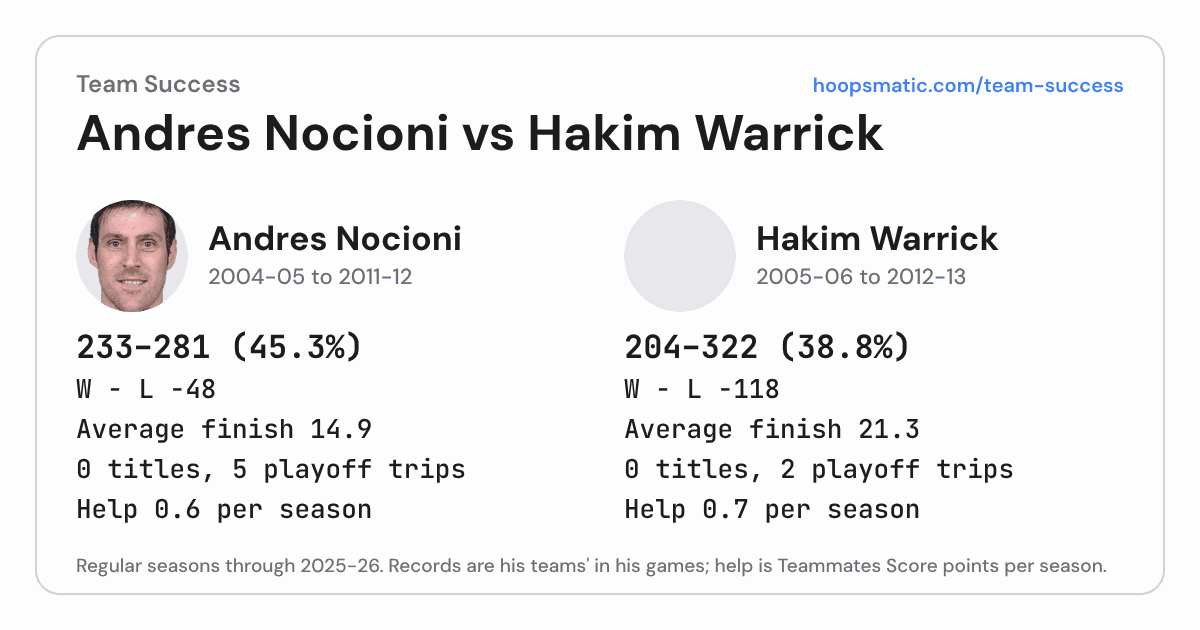 Team Success
hoopsmatic.com/team-success
Andres Nocioni vs Hakim Warrick
Andres Nocioni
2004-05 to 2011-12
233-281 (45.3%)
W - L -48
Average finish 14.9
0 titles, 5 playoff trips
Help 0.6 per season
Hakim Warrick
2005-06 to 2012-13
204-322 (38.8%)
W - L -118
Average finish 21.3
0 titles, 2 playoff trips
Help 0.7 per season
Regular seasons through 2025-26. Records are his teams' in his games; help is Teammates Score points per season.